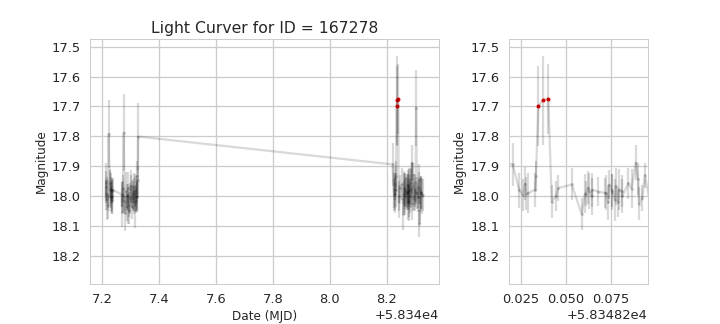 Light Curver for ID = 167278
Magnitude
17.5
17.6
17.7
17.8
17.9
18.0
18.1
18.2
7.2 7.4 7.6 7.8 8.0 8.2
Date (MJD)
+5.834e4
Magnitude
17.5
17.6
17.7
17.8
17.9
18.0
18.1
18.2
0.025 0.050 0.075
+5.83482e4